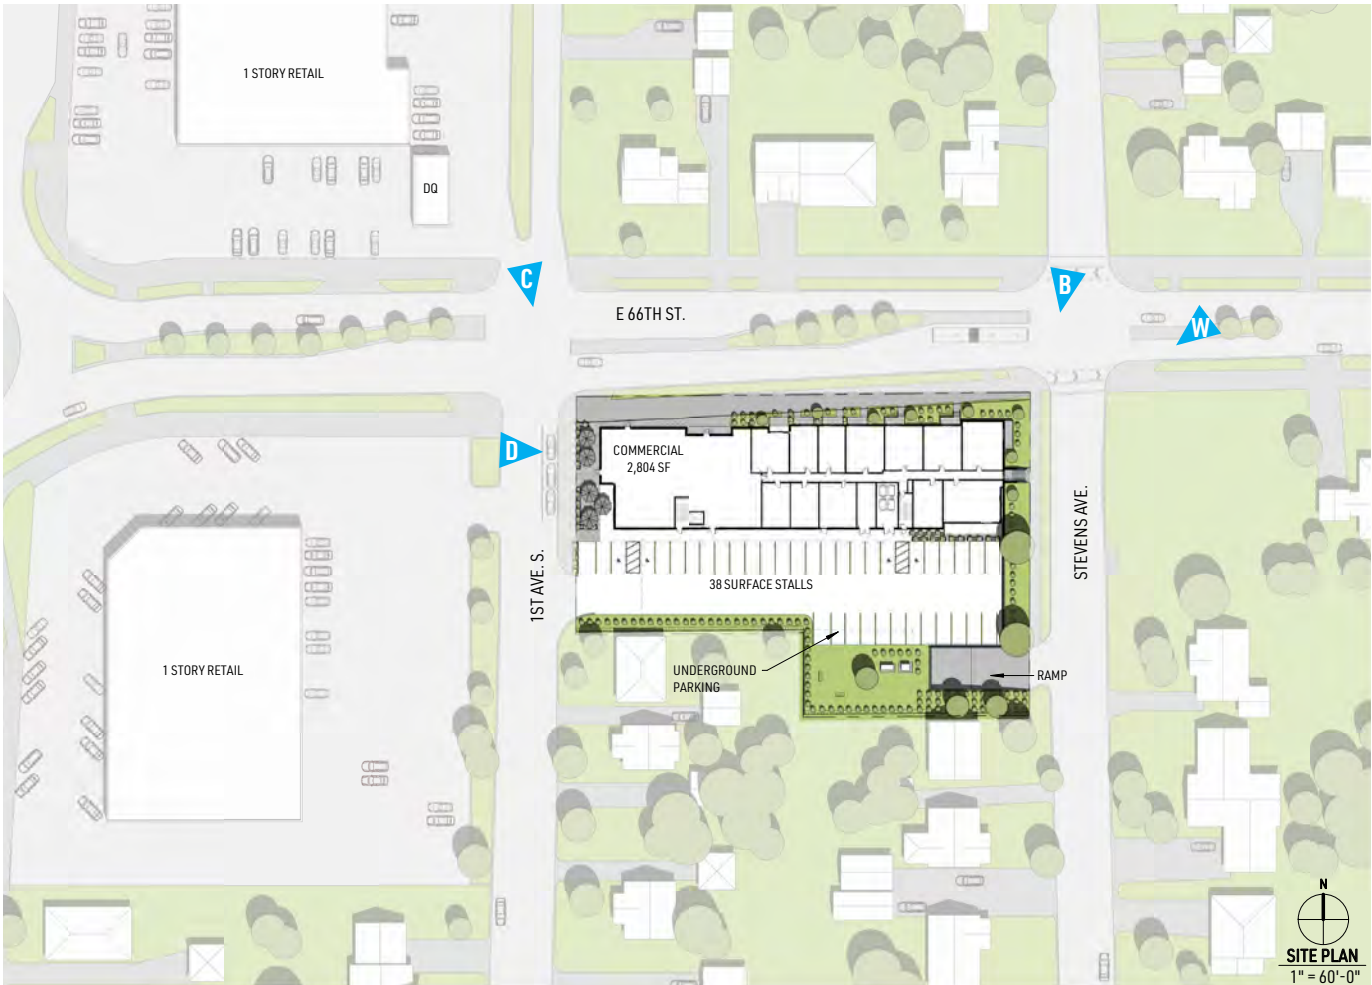 1 STORY RETAIL
DQ
C
B
E 66TH ST.
W
D
COMMERCIAL
2,804 SF
STEVENS AVE.
1ST AVE. S.
38 SURFACE STALLS
1 STORY RETAIL
UNDERGROUND
PARKING
RAMP
N
SITE PLAN
1" = 60'-0"